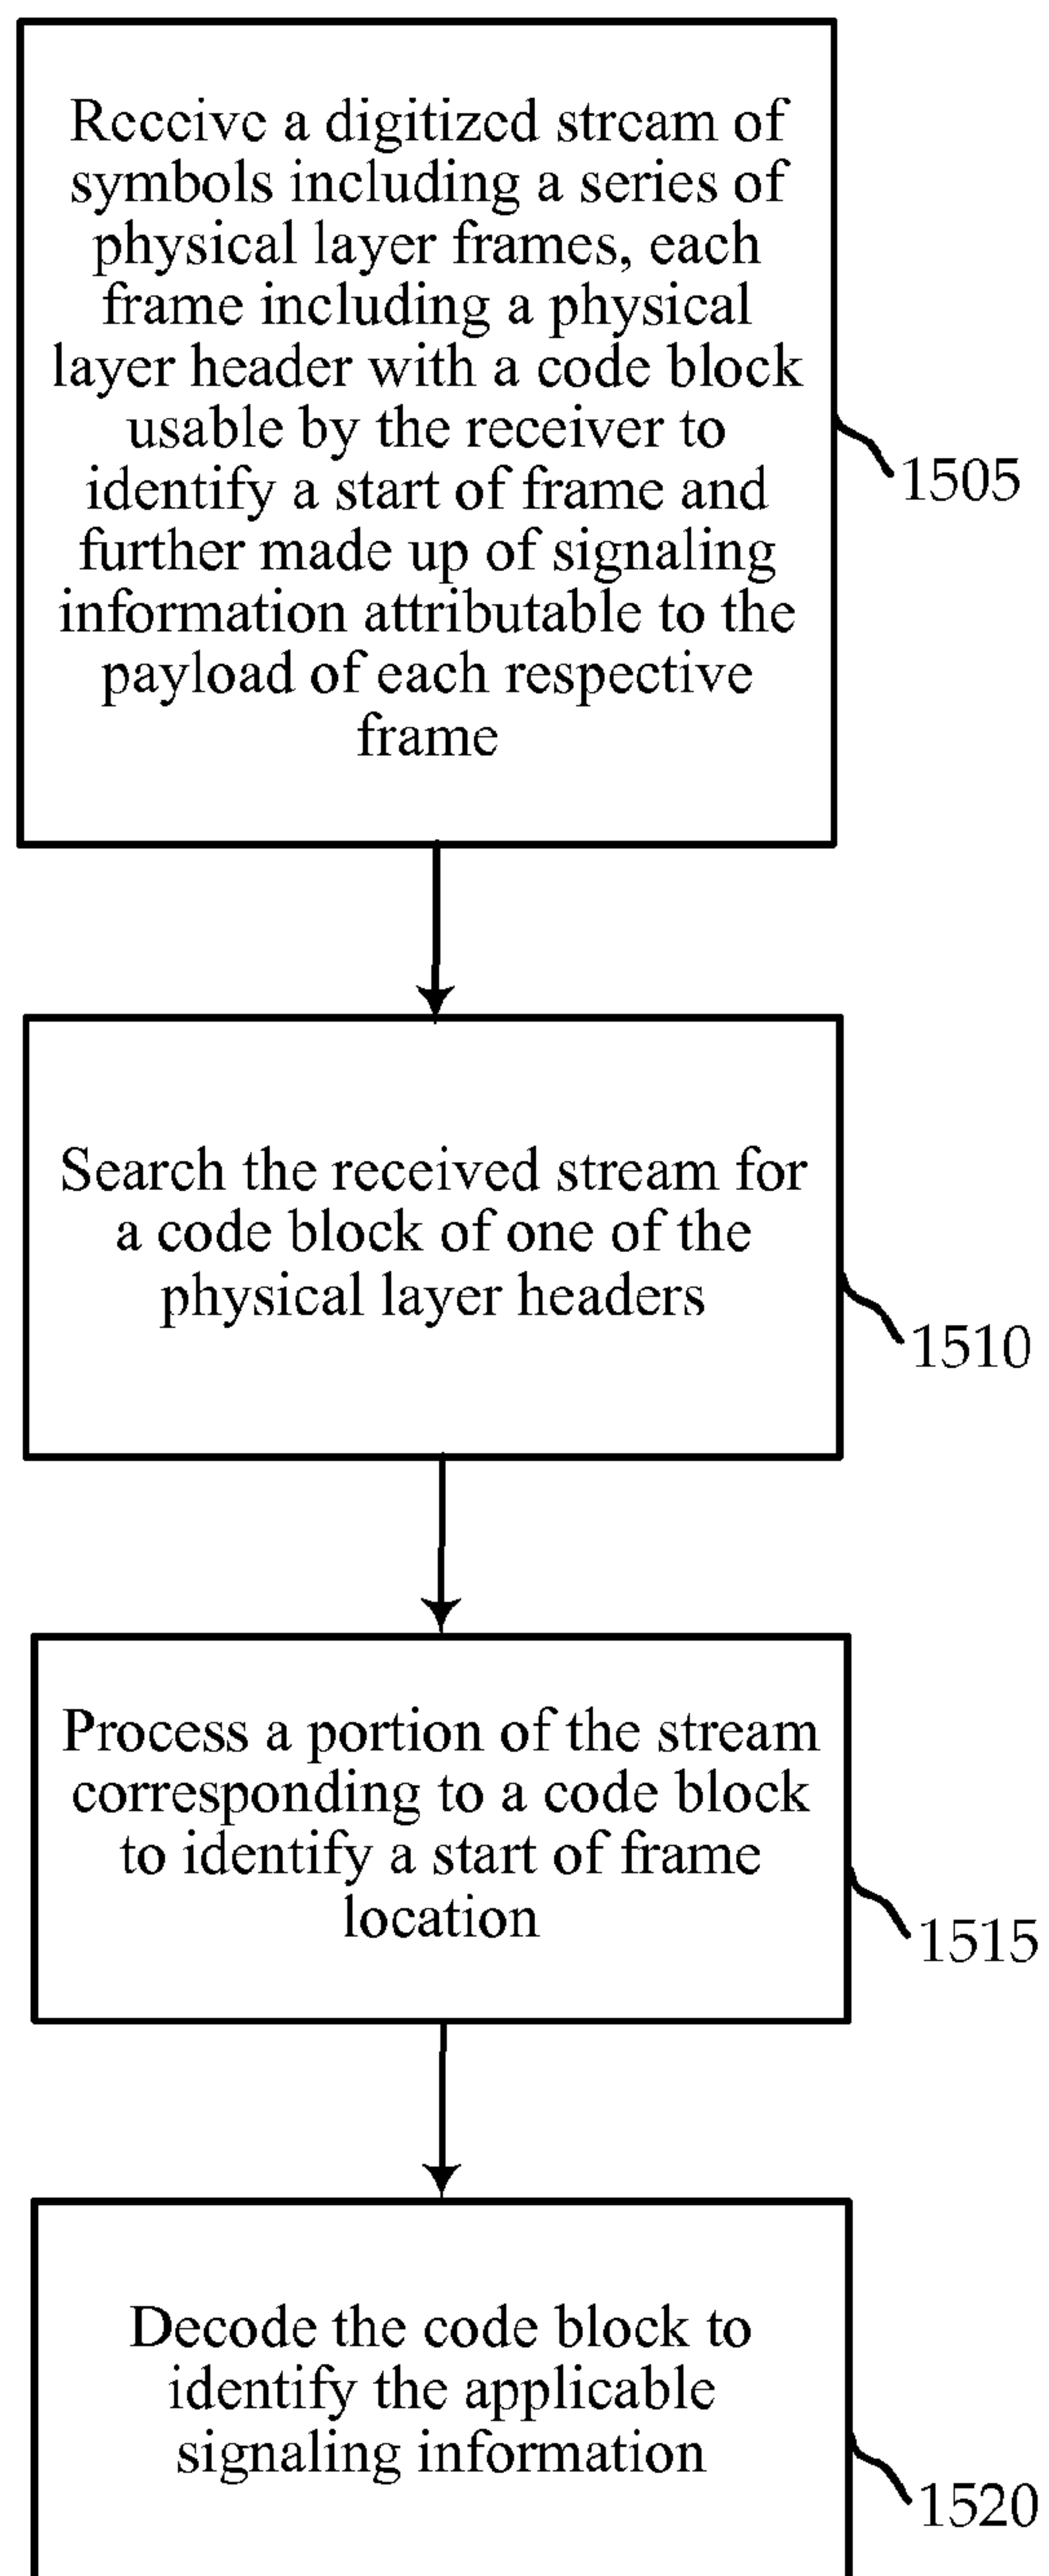 Receive a digitized stream of
symbols including a series of
physical layer frames, each
frame including a physical
layer header with a code block
usable by the receiver to
identify a start of frame and
further made up of signaling
information attributable to the
payload of each respective
frame
1505
Search the received stream for
a code block of one of the
physical layer headers
1510
Process a portion of the stream
corresponding to a code block
to identify a start of frame
location
1515
Decode the code block to
identify the applicable
signaling information
1520